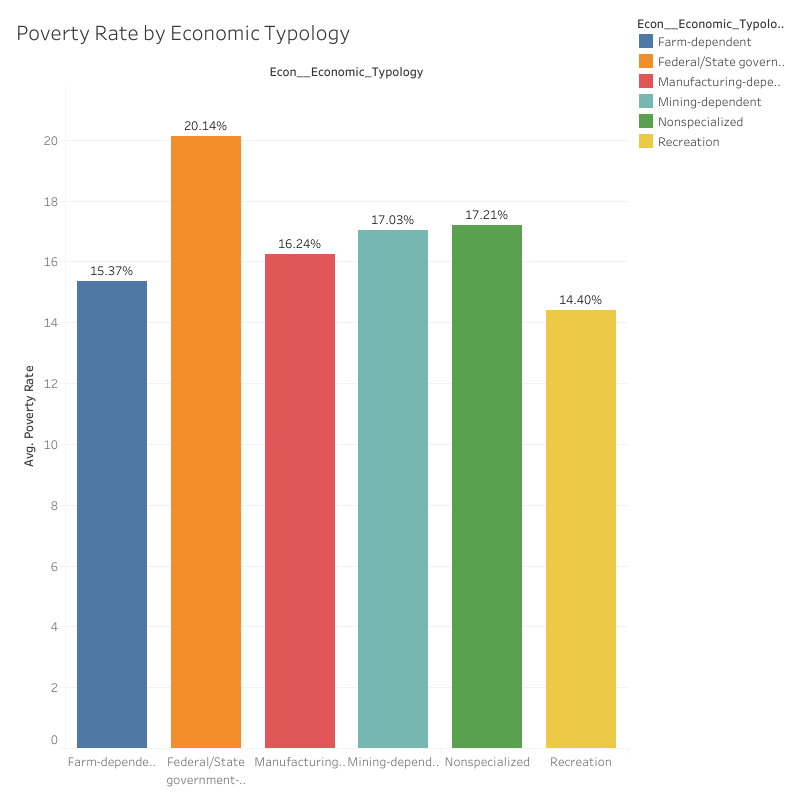 Poverty Rate by Economic Typology
Econ__Economic_Typology
Econ__Economic_Typolo..
Farm-dependent
Federal/State govern..
Manufacturing-depe..
Mining-dependent
Nonspecialized
Recreation
Avg. Poverty Rate
20
18
16
14
12
10
8
6
4
2
0
15.37%
20.14%
16.24%
17.03%
17.21%
14.40%
Farm-depende..
Federal/State
government-..
Manufacturing..
Mining-depend..
Nonspecialized
Recreation